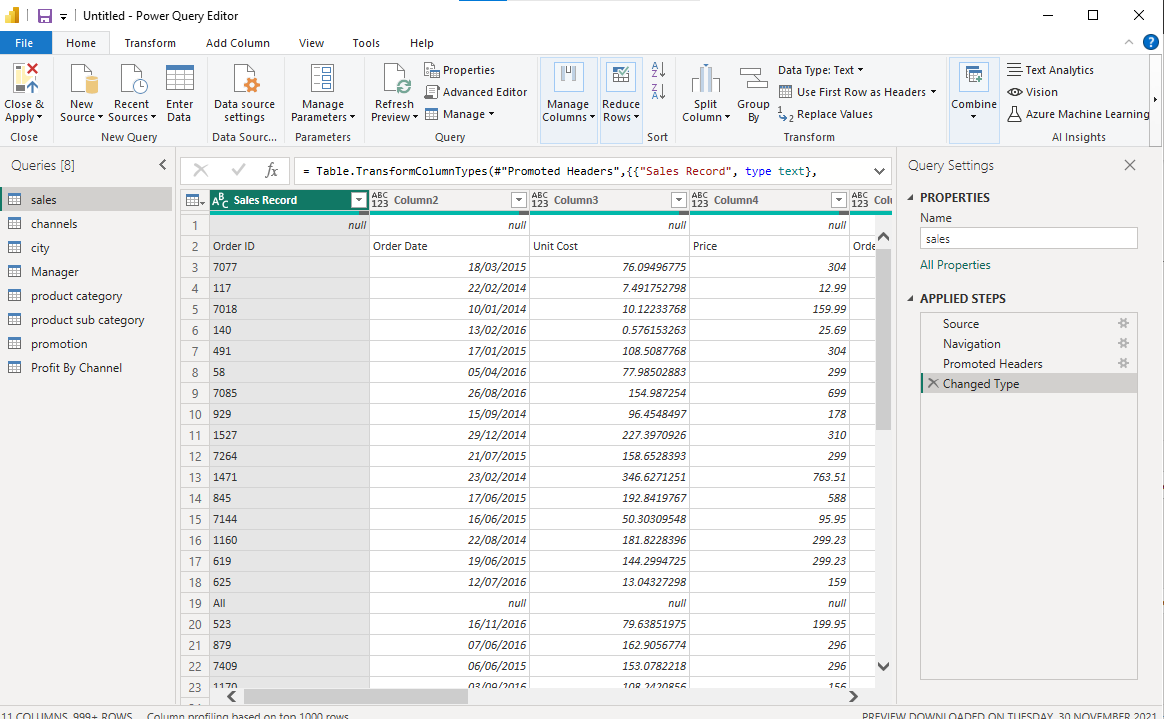 Untitled - Power Query Editor
File Home Transform Add Column View Tools Help
Close & Apply
Close
New Source
Recent Sources
Enter Data
New Query
Data source settings
Data Sourc...
Manage Parameters
Parameters
Refresh Preview
Properties
Advanced Editor
Manage
Query
Manage Columns
Reduce Rows
Sort
Split Column
Group By
Data Type: Text
Use First Row as Headers
Replace Values
Transform
Combine
Text Analytics
Vision
Azure Machine Learning
AI Insights
Queries [8]
sales
channels
city
Manager
product category
product sub category
promotion
Profit By Channel
fx = Table.TransformColumnTypes(#"Promoted Headers",{{"Sales Record", type text},
ABC Sales Record ABC 123 Column2 ABC 123 Column3 ABC 123 Column4 ABC 123 Colu
1 null null null null
2 Order ID Order Date Unit Cost Price Orde
3 7077 18/03/2015 76.09496775 304
4 117 22/02/2014 7.491752798 12.99
5 7018 10/01/2014 10.12233768 159.99
6 140 13/02/2016 0.576153263 25.69
7 491 17/01/2015 108.5087768 304
8 58 05/04/2016 77.98502883 299
9 7085 26/08/2016 154.987254 699
10 929 15/09/2014 96.4548497 178
11 1527 29/12/2014 227.3970926 310
12 7264 21/07/2015 158.6528393 299
13 1471 23/02/2014 346.6271251 763.51
14 845 17/06/2015 192.8419767 588
15 7144 16/06/2015 50.30309548 95.95
16 1160 22/08/2014 181.8228396 299.23
17 619 19/06/2015 144.2994725 299.23
18 625 12/07/2016 13.04327298 159
19 All null null null
20 523 16/11/2016 79.63851975 199.95
21 879 07/06/2016 162.9056774 296
22 7409 06/06/2015 153.0782218 296
23 1170 03/09/2016 108.2420856 156
Query Settings
PROPERTIES
Name
sales
All Properties
APPLIED STEPS
Source
Navigation
Promoted Headers
Changed Type
11 COLUMNS, 999+ ROWS Column profiling based on top 1000 rows
PREVIEW DOWNLOADED ON TUESDAY, 30 NOVEMBER 2021